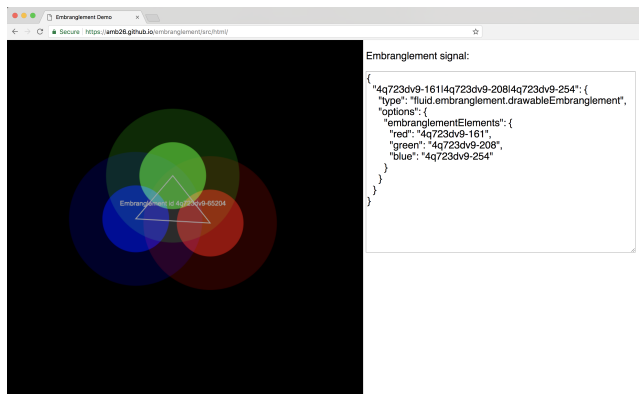 Embranglement Demo
Secure https://amb26.github.io/embranglement/src/html/
Embranglement signal:
{
"4q723dv9-161|4q723dv9-208|4q723dv9-254": {
"type": "fluid.embranglement.drawableEmbranglement",
"options": {
"embranglementElements": {
"red": "4q723dv9-161",
"green": "4q723dv9-208",
"blue": "4q723dv9-254"
}
}
}
}
Embranglement id 4q723dv9-65204